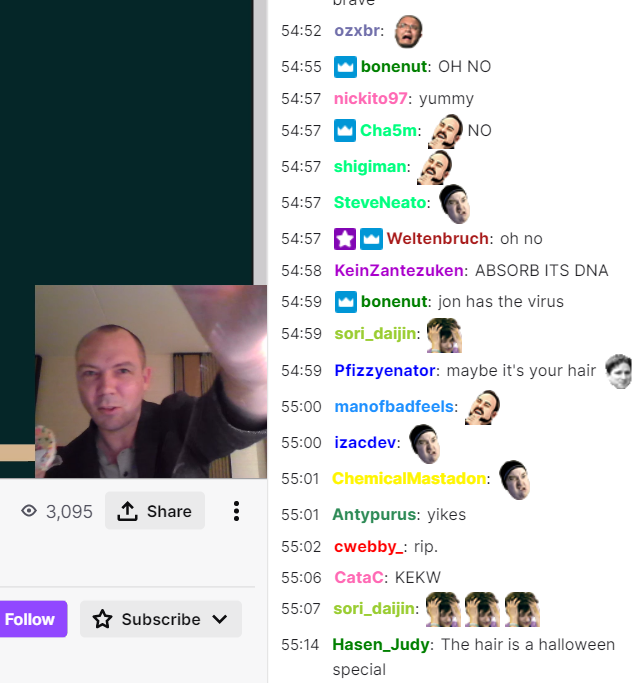 brave
54:52 ozxbr:
54:55 bonenut: OH NO
54:57 nickito97: yummy
54:57 Cha5m: NO
54:57 shigiman:
54:57 SteveNeato:
54:57 Weltenbruch: oh no
54:58 KeinZantezuken: ABSORB ITS DNA
54:59 bonenut: jon has the virus
54:59 sori_daijin:
54:59 Pfizzyenator: maybe it's your hair
55:00 manofbadfeels:
55:00 izacdev:
55:01 ChemicalMastadon:
55:01 Antypurus: yikes
55:02 cwebby_: rip.
55:06 CataC: KEKW
55:07 sori_daijin:
55:14 Hasen_Judy: The hair is a halloween
special
3,095 Share
Follow Subscribe